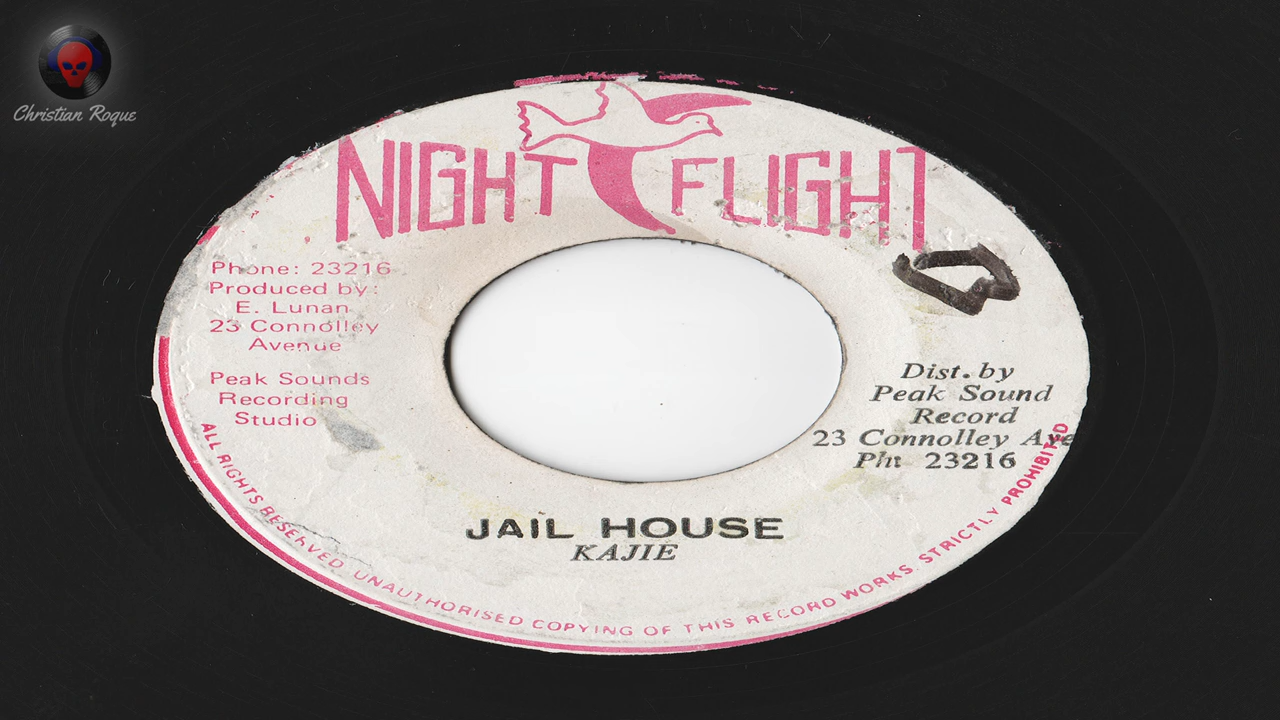 Christian Roque
NIGHT FLIGHT
Phone: 23216
Produced by:
E. Lunan
23 Connolley
Avenue
Peak Sounds
Recording
Studio
Dist. by
Peak Sound
Record
23 Connolley Ave
Ph: 23216
JAIL HOUSE
KAJIE
ALL RIGHTS RESERVED. UNAUTHORISED COPYING OF THIS RECORD WORKS. STRICTLY PROHIBITED